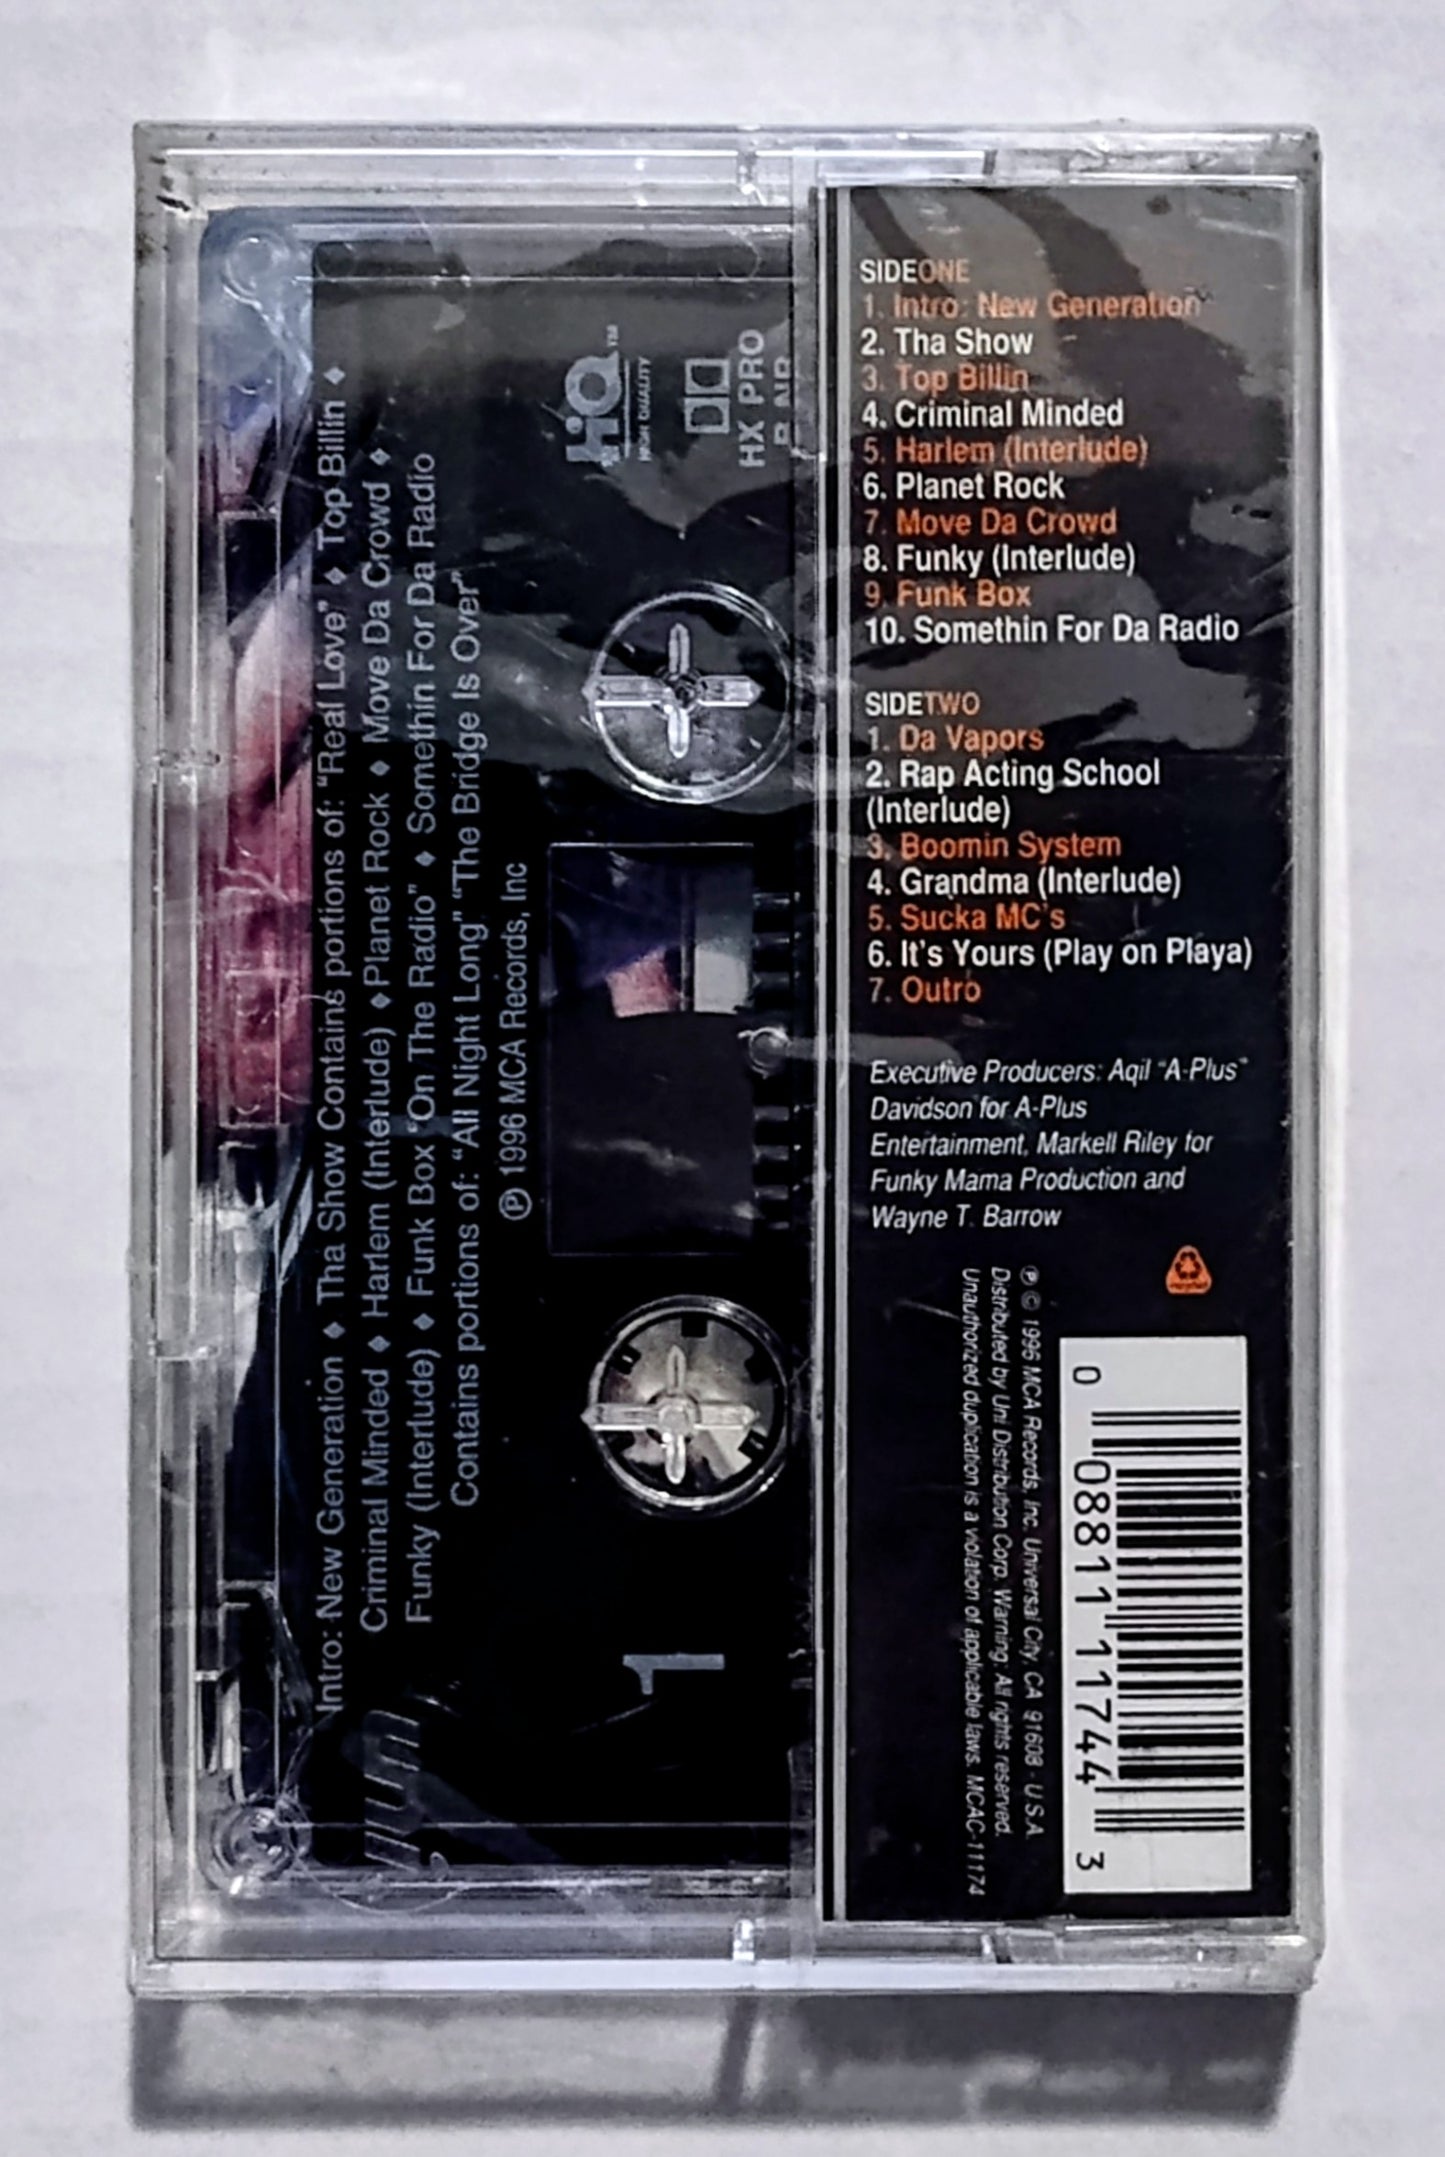 SIDEONE
1. Intro: New Generation
2. Tha Show
3. Top Billin
4. Criminal Minded
5. Harlem (Interlude)
6. Planet Rock
7. Move Da Crowd
8. Funky (Interlude)
9. Funk Box
10. Somethin For Da Radio
SIDETWO
1. Da Vapors
2. Rap Acting School
(Interlude)
3. Boomin System
4. Grandma (Interlude)
5. Sucka MC's
6. It's Yours (Play on Playa)
7. Outro
Executive Producers: Aqil "A-Plus"
Davidson for A-Plus
Entertainment, Markell Riley for
Funky Mama Production and
Wayne T. Barrow
℗ © 1996 MCA Records, Inc. Universal City, CA 91608 - U.S.A.
Distributed by Uni Distribution Corp. Warning: All rights reserved.
Unauthorized duplication is a violation of applicable laws. MCAC-11174
0 08811 11744 3
Intro: New Generation ♦ Tha Show Contains portions of: “Real Love” ♦ Top Billin ♦
Criminal Minded ♦ Harlem (Interlude) ♦ Planet Rock ♦ Move Da Crowd ♦
Funky (Interlude) ♦ Funk Box “On The Radio” ♦ Somethin For Da Radio
Contains portions of: “All Night Long” “The Bridge Is Over”
℗ 1996 MCA Records, Inc
HiQ™
HIGH QUALITY
HX PRO
B NR
1